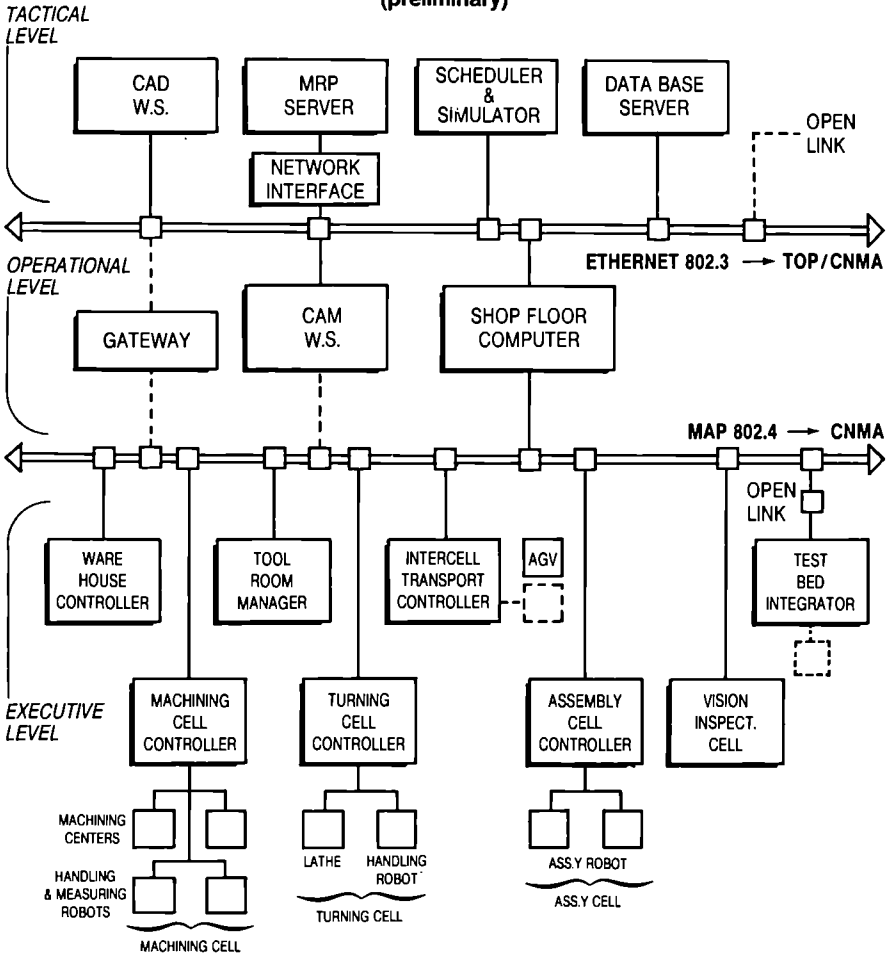 (preliminary)
TACTICAL
LEVEL
CAD
W.S.
MRP
SERVER
SCHEDULER
&
SIMULATOR
DATA BASE
SERVER
OPEN
LINK
NETWORK
INTERFACE
ETHERNET 802.3 → TOP/CNMA
OPERATIONAL
LEVEL
GATEWAY
CAM
W.S.
SHOP FLOOR
COMPUTER
MAP 802.4 → CNMA
OPEN
LINK
WARE
HOUSE
CONTROLLER
TOOL
ROOM
MANAGER
INTERCELL
TRANSPORT
CONTROLLER
AGV
TEST
BED
INTEGRATOR
EXECUTIVE
LEVEL
MACHINING
CELL
CONTROLLER
TURNING
CELL
CONTROLLER
ASSEMBLY
CELL
CONTROLLER
VISION
INSPECT.
CELL
MACHINING
CENTERS
HANDLING
& MEASURING
ROBOTS
MACHINING CELL
LATHE
HANDLING
ROBOT
TURNING CELL
ASS.Y ROBOT
ASS.Y CELL